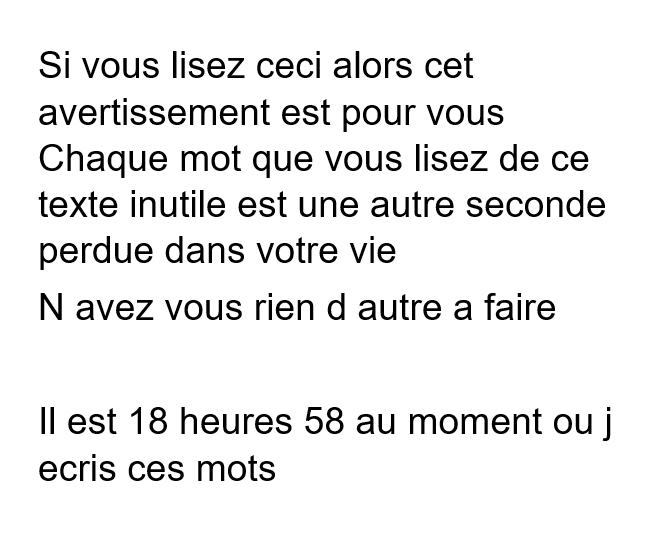 Si vous lisez ceci alors cet
avertissement est pour vous
Chaque mot que vous lisez de ce
texte inutile est une autre seconde
perdue dans votre vie
N avez vous rien d autre a faire
Il est 18 heures 58 au moment ou j
ecris ces mots